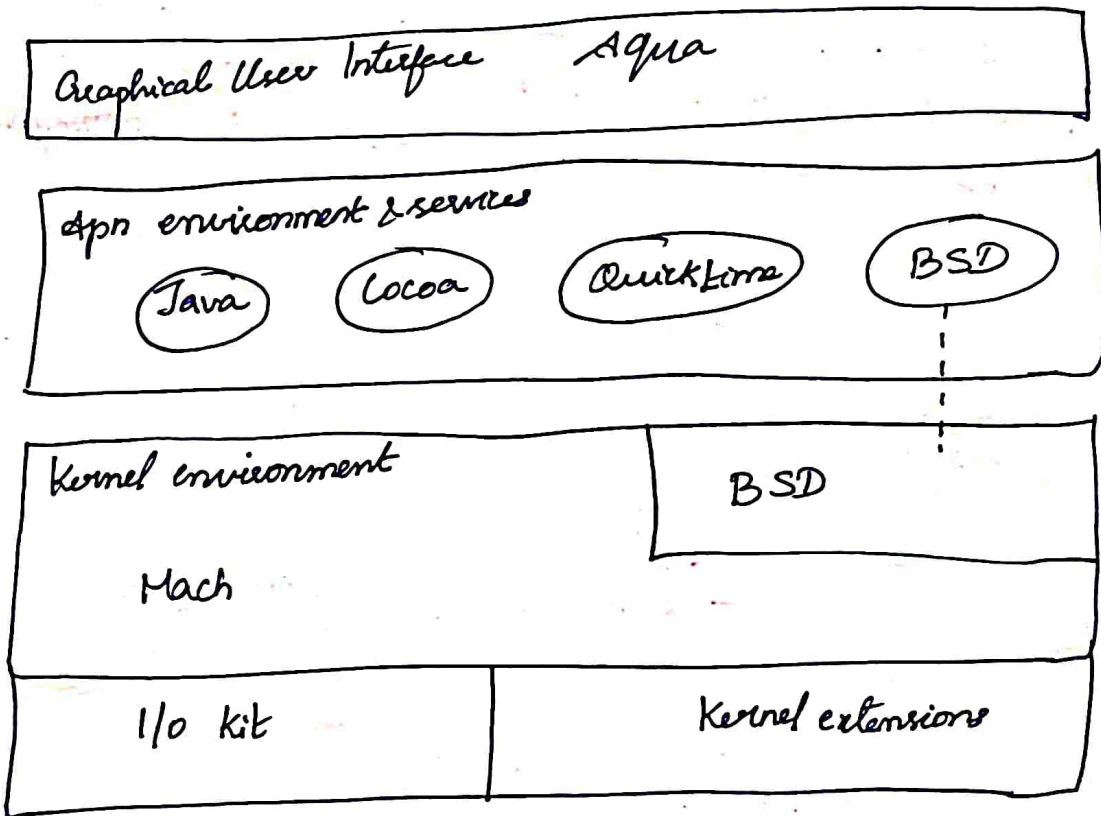 Graphical User Interface Aqua
Apn environment & services
Java Cocoa Quicktime BSD
Kernel environment
BSD
Mach
I/O kit Kernel extensions